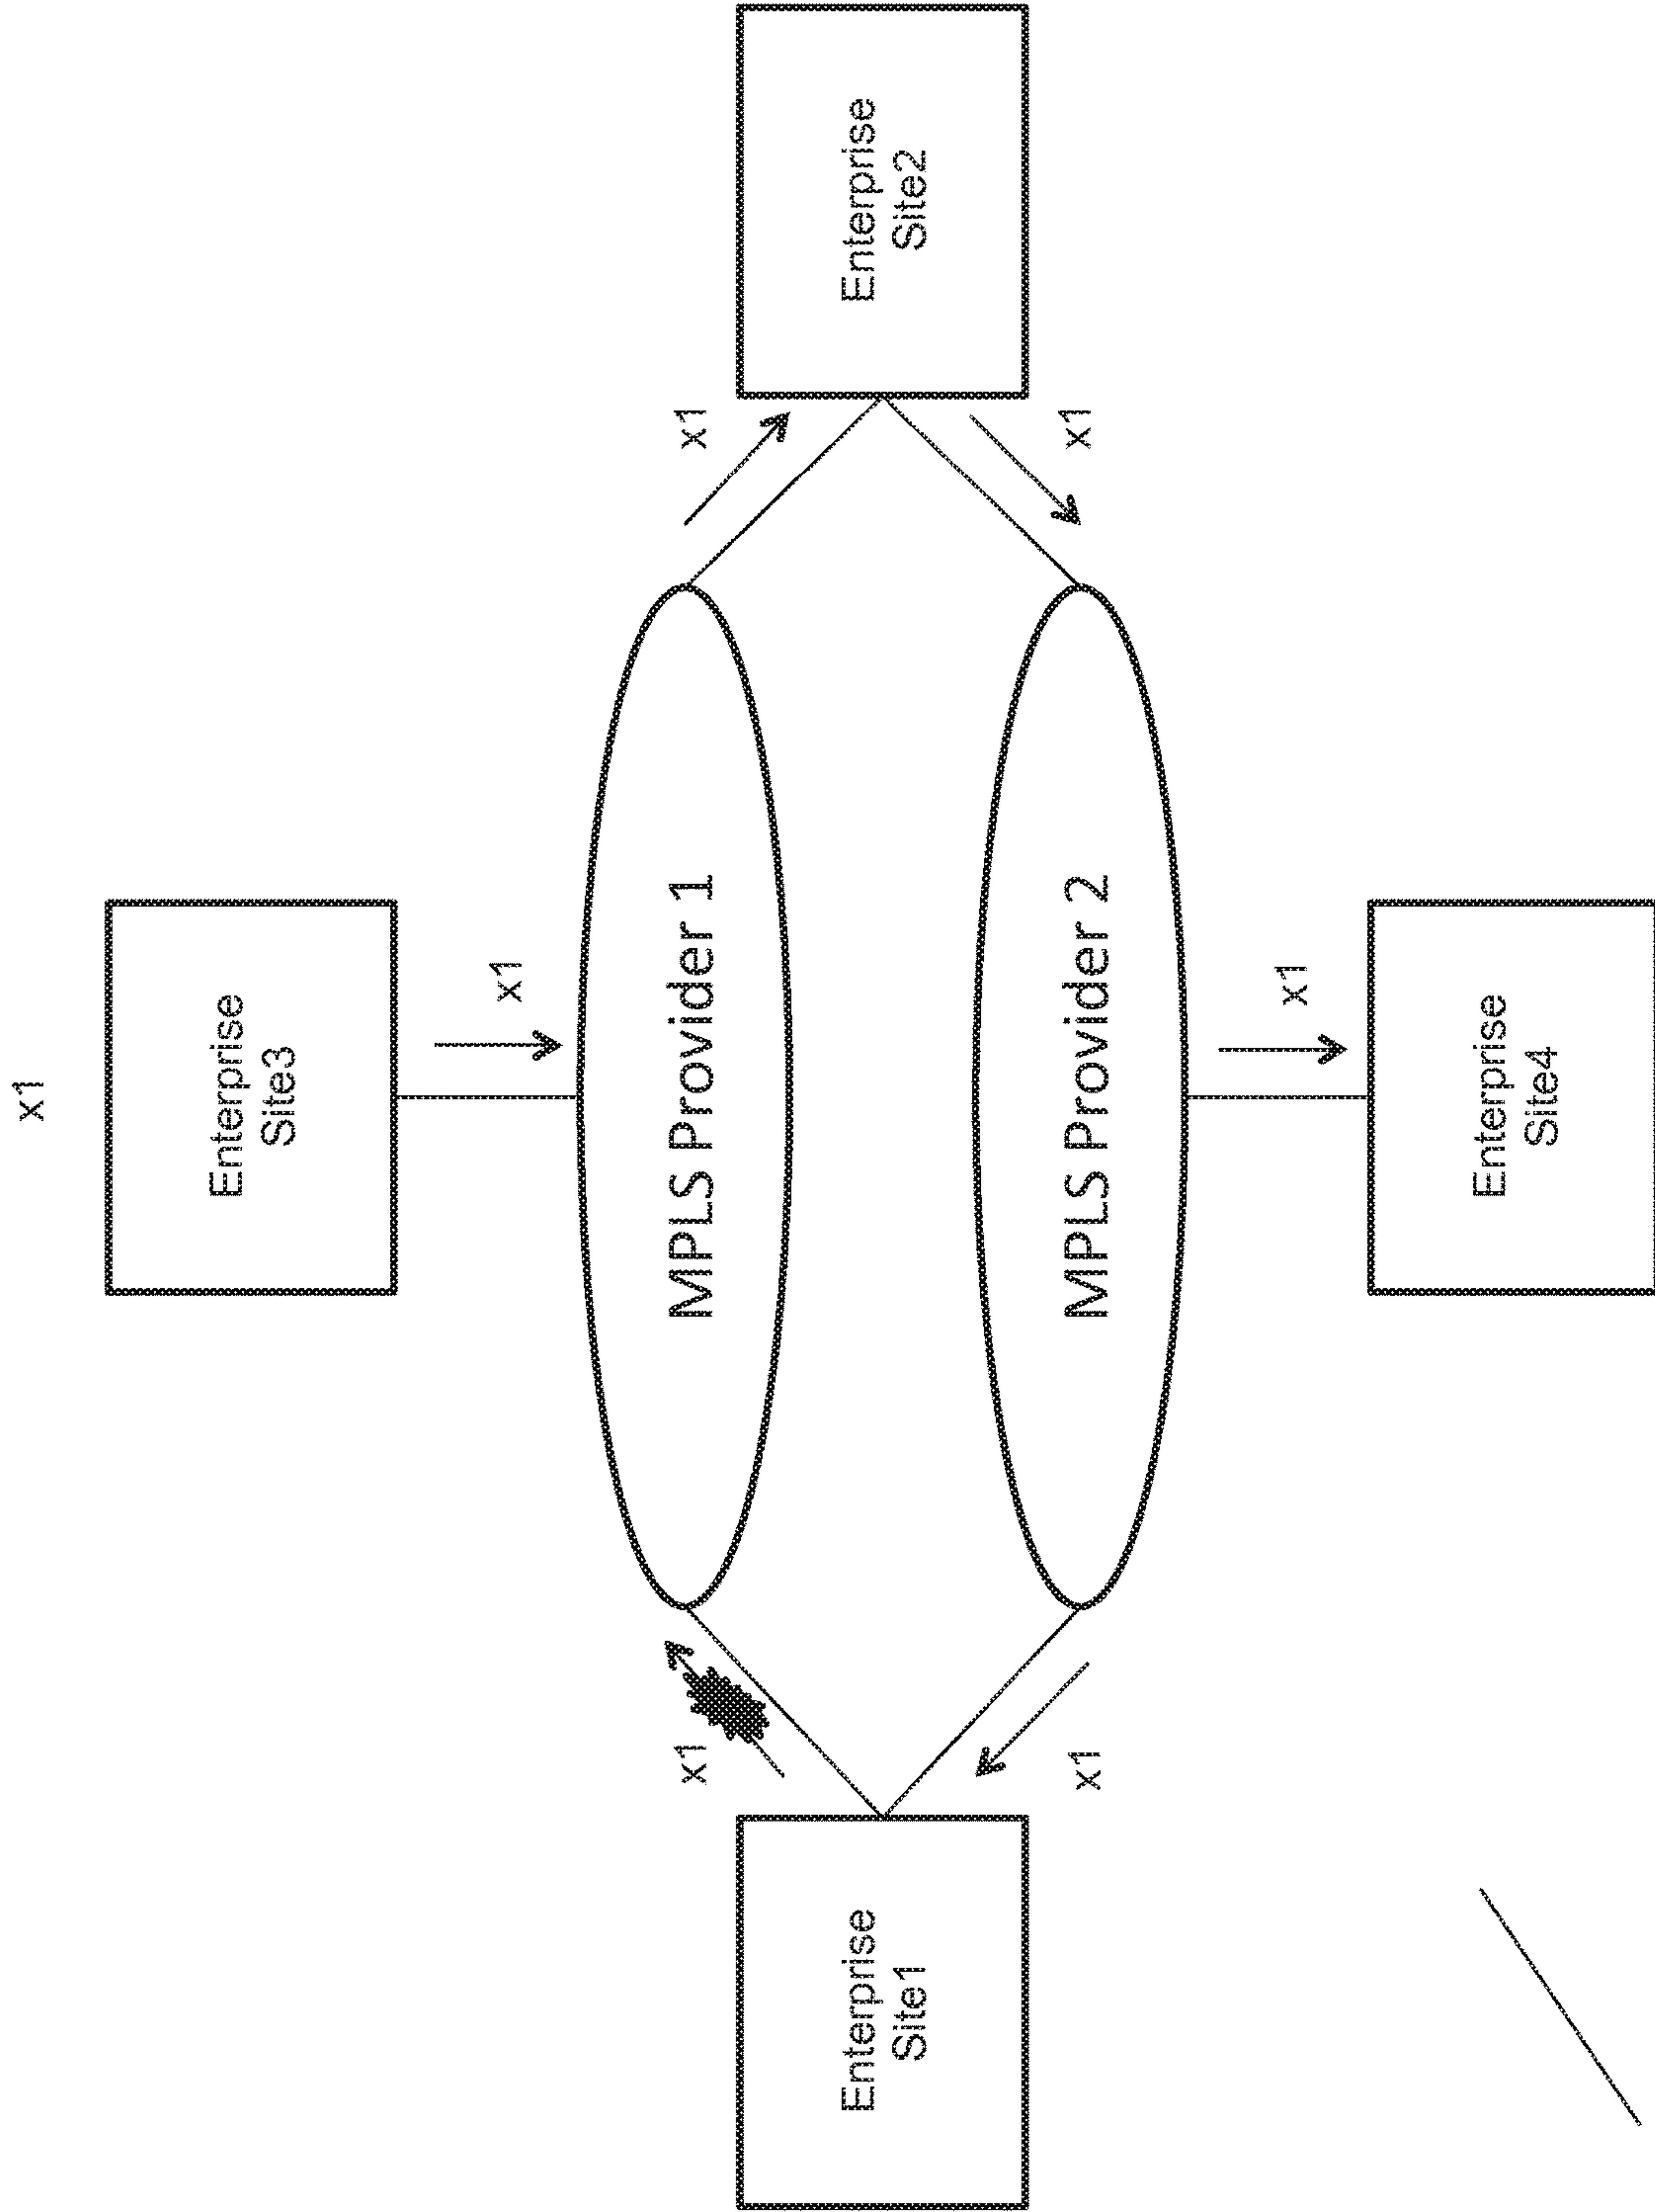 x1
Enterprise
Site3
x1
x1
MPLS Provider 1
x1
Enterprise
Site1
Enterprise
Site2
x1
MPLS Provider 2
x1
x1
Enterprise
Site4